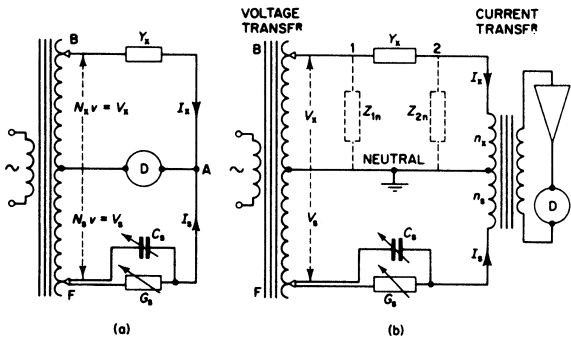 VOLTAGE
TRANSFR
CURRENT
TRANSFR
B
Yx
Nx v = Vx
Ix
D
A
~
Ns v = Vs
Is
Cs
Gs
F
(a)
B
1
Yx
2
Ix
Vx
Z1n
Z2n
nx
NEUTRAL
~
ns
D
Vs
Cs
Is
Gs
F
(b)